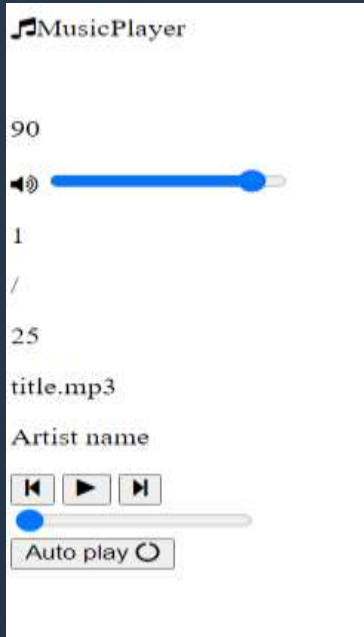 MusicPlayer
90
1
/
25
title.mp3
Artist name
Auto play